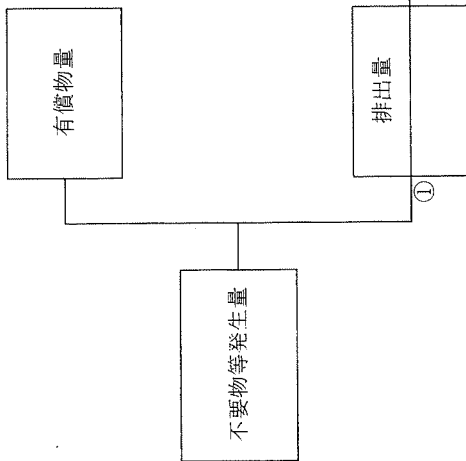 不要物等発生量
有償物量
排出量
①